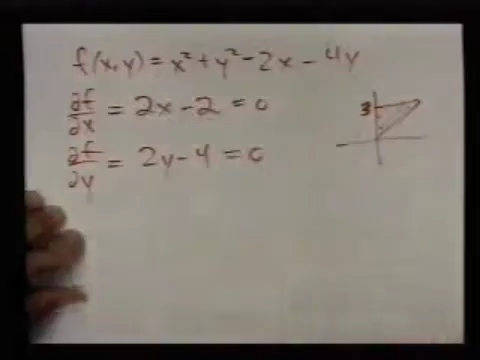 f(x,y) = x² + y² - 2x - 4y
∂f/∂x = 2x - 2 = 0
3
∂f/∂y = 2y - 4 = 0